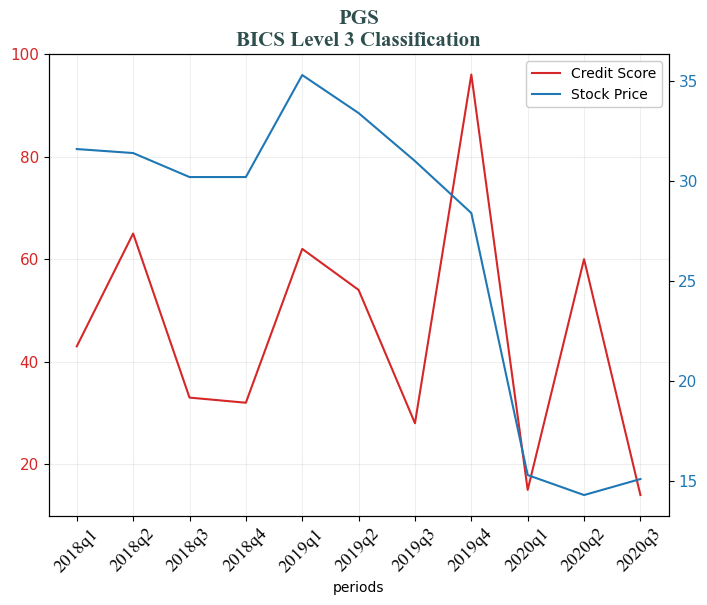 PGS
BICS Level 3 Classification
Credit Score
Stock Price
100
80
60
40
20
35
30
25
20
15
2018q1
2018q2
2018q3
2018q4
2019q1
2019q2
2019q3
2019q4
2020q1
2020q2
2020q3
periods